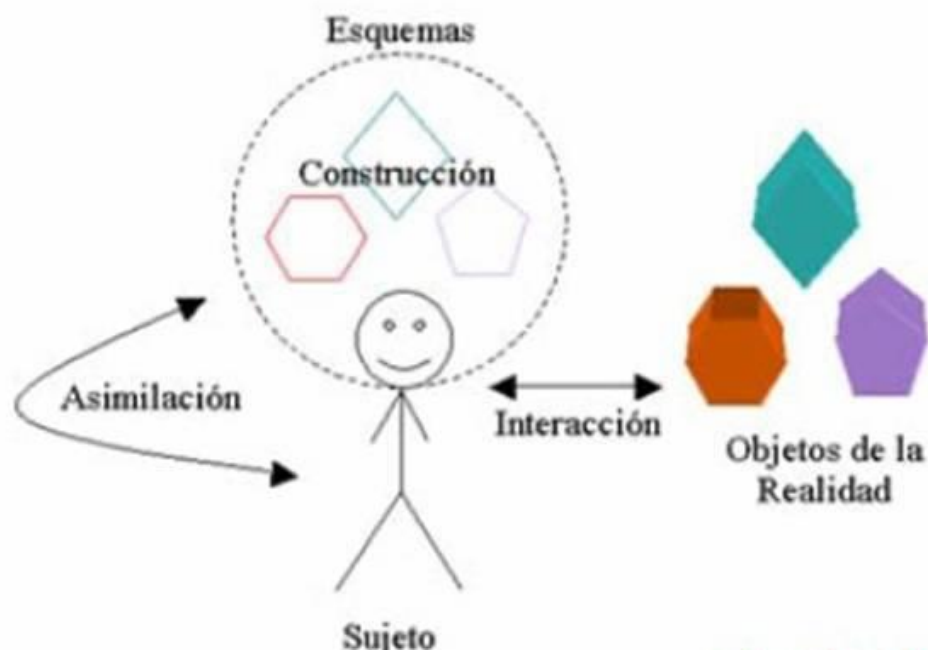 Esquemas
Construcción
Asimilación
Interacción
Objetos de la
Realidad
Sujeto